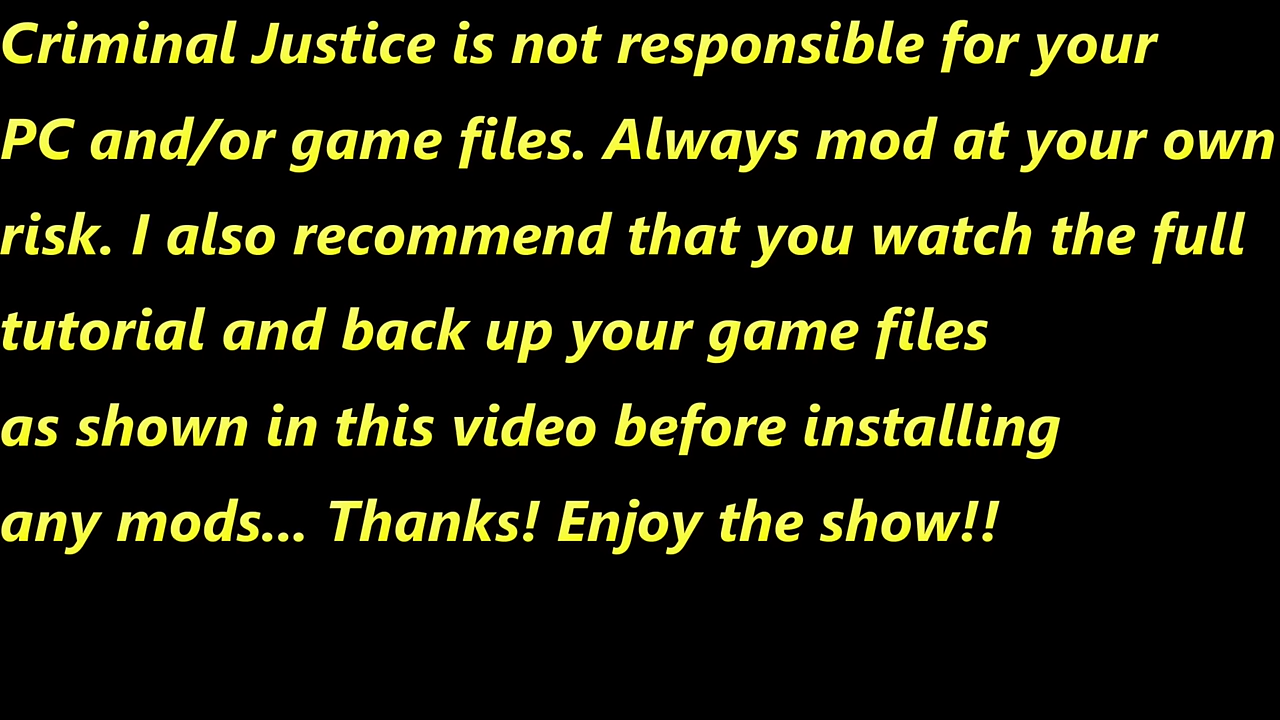 Criminal Justice is not responsible for your
PC and/or game files. Always mod at your own
risk. I also recommend that you watch the full
tutorial and back up your game files
as shown in this video before installing
any mods... Thanks! Enjoy the show!!